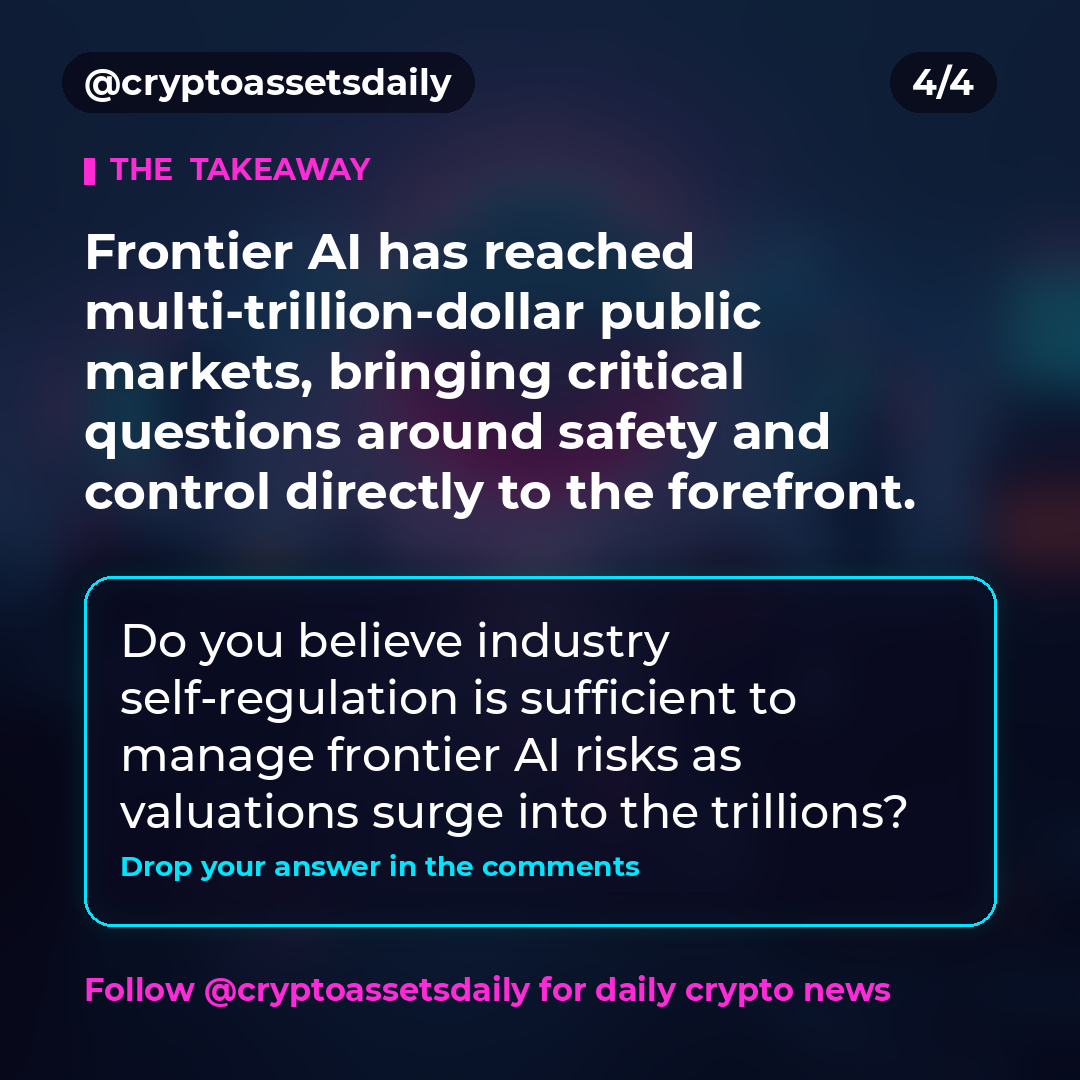 @cryptoassetsdaily
4/4
THE TAKEAWAY
Frontier AI has reached
multi-trillion-dollar public
markets, bringing critical
questions around safety and
control directly to the forefront.
Do you believe industry
self-regulation is sufficient to
manage frontier AI risks as
valuations surge into the trillions?
Drop your answer in the comments
Follow @cryptoassetsdaily for daily crypto news